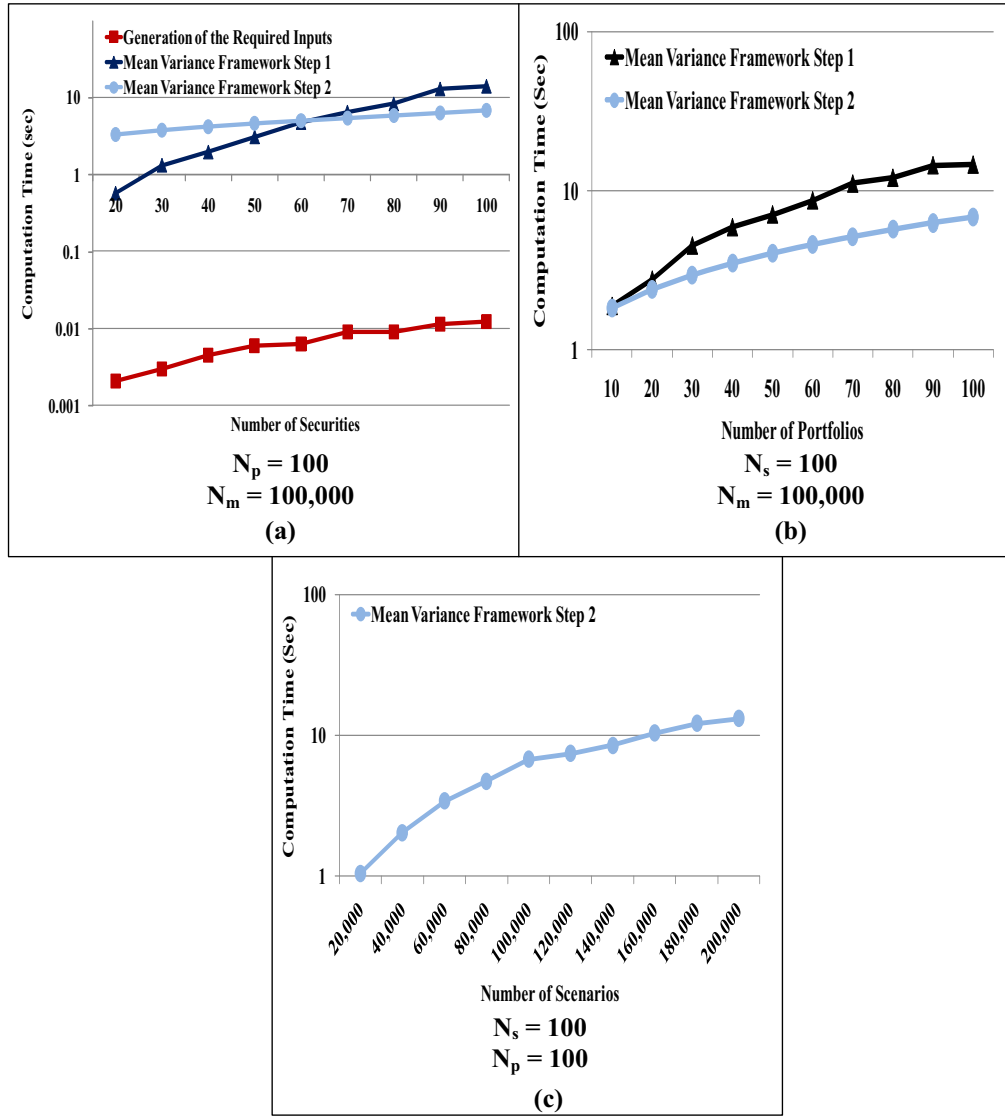 Generation of the Required Inputs
Mean Variance Framework Step 1
Mean Variance Framework Step 2
Computation Time (sec)
10
1
0.1
0.01
0.001
20 30 40 50 60 70 80 90 100
Number of Securities
Nₚ = 100
Nₘ = 100,000
(a)
Mean Variance Framework Step 1
Mean Variance Framework Step 2
Computation Time (Sec)
100
10
1
10 20 30 40 50 60 70 80 90 100
Number of Portfolios
Nₛ = 100
Nₘ = 100,000
(b)
Mean Variance Framework Step 2
Computation Time (Sec)
100
10
1
20,000 40,000 60,000 80,000 100,000 120,000 140,000 160,000 180,000 200,000
Number of Scenarios
Nₛ = 100
Nₚ = 100
(c)